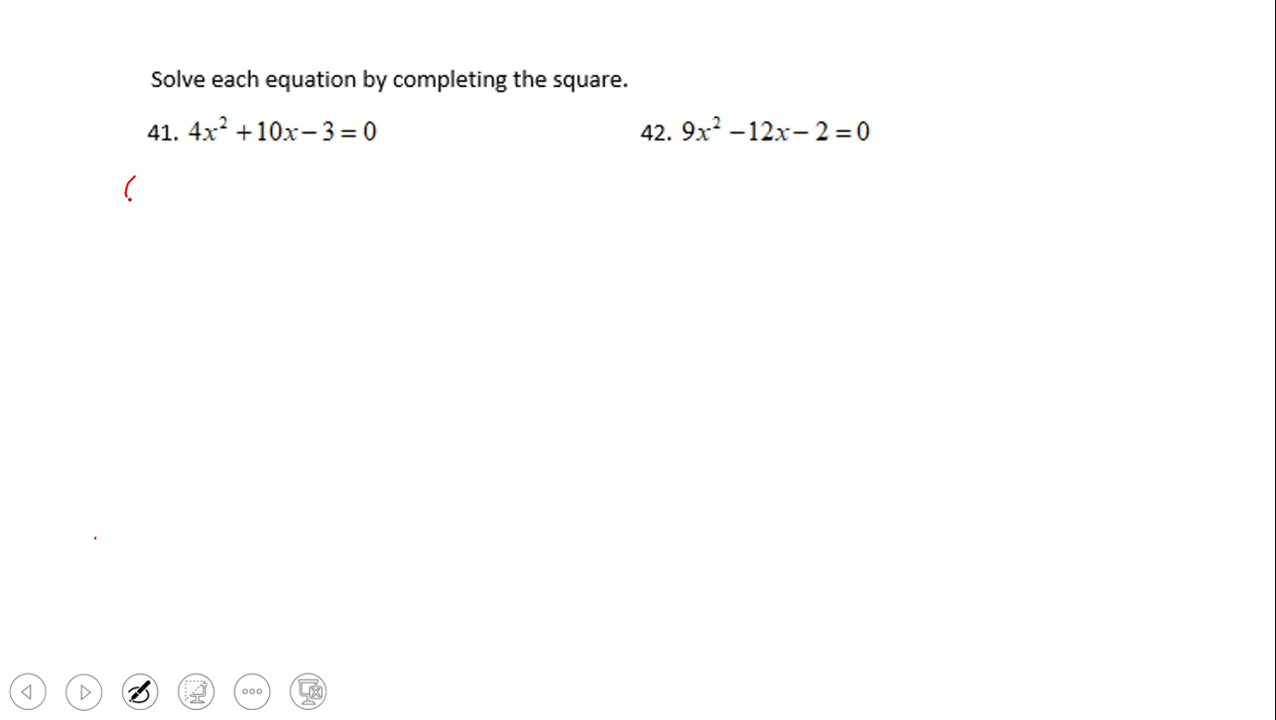 Solve each equation by completing the square.
41. 4x² + 10x − 3 = 0
42. 9x² − 12x − 2 = 0
(